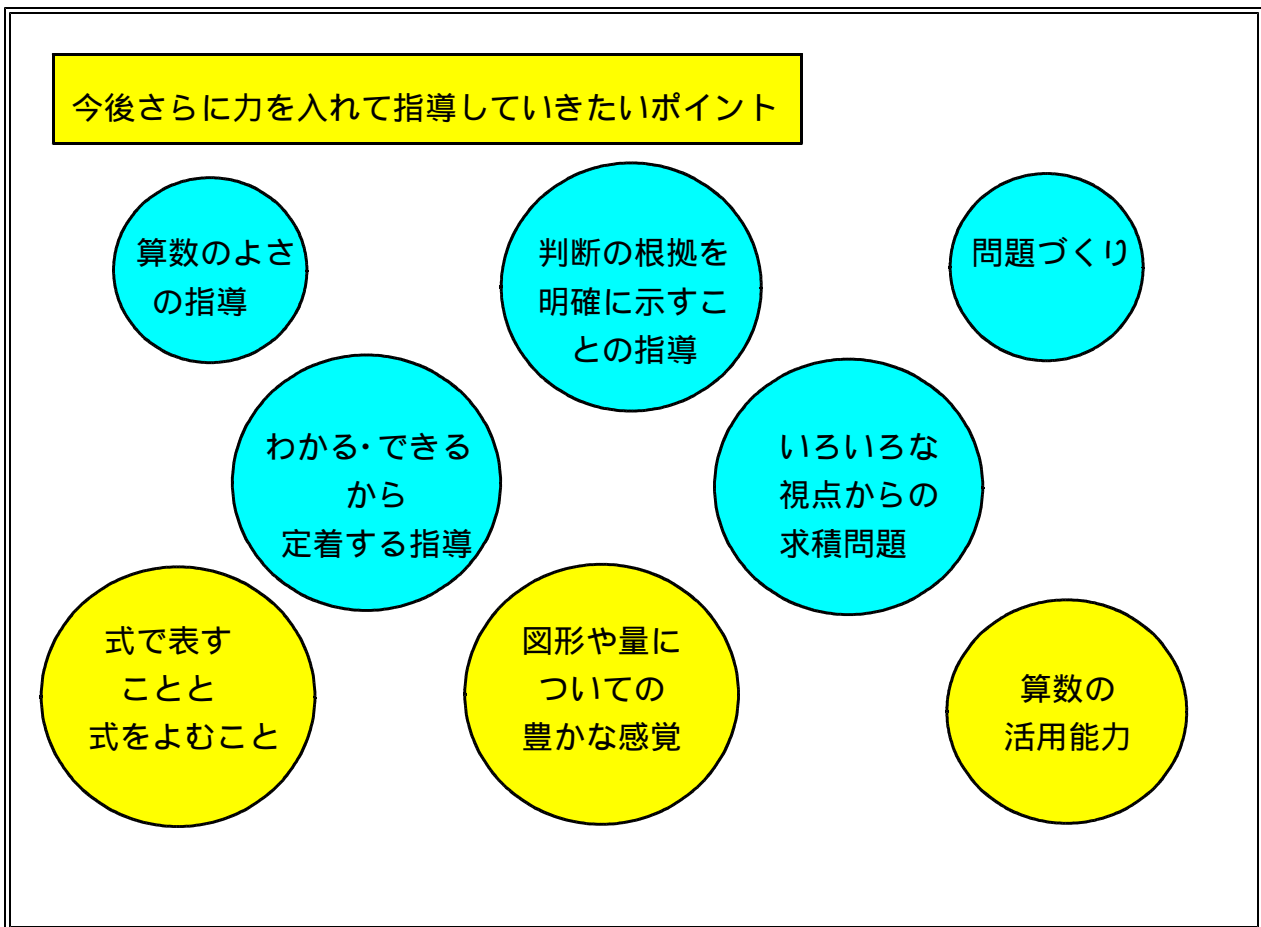 今後さらに力を入れて指導していきたいポイント
算数のよさ
の指導
判断の根拠を
明確に示すこ
との指導
問題づくり
わかる・できる
から
定着する指導
いろいろな
視点からの
求積問題
式で表す
ことと
式をよむこと
図形や量に
ついての
豊かな感覚
算数の
活用能力